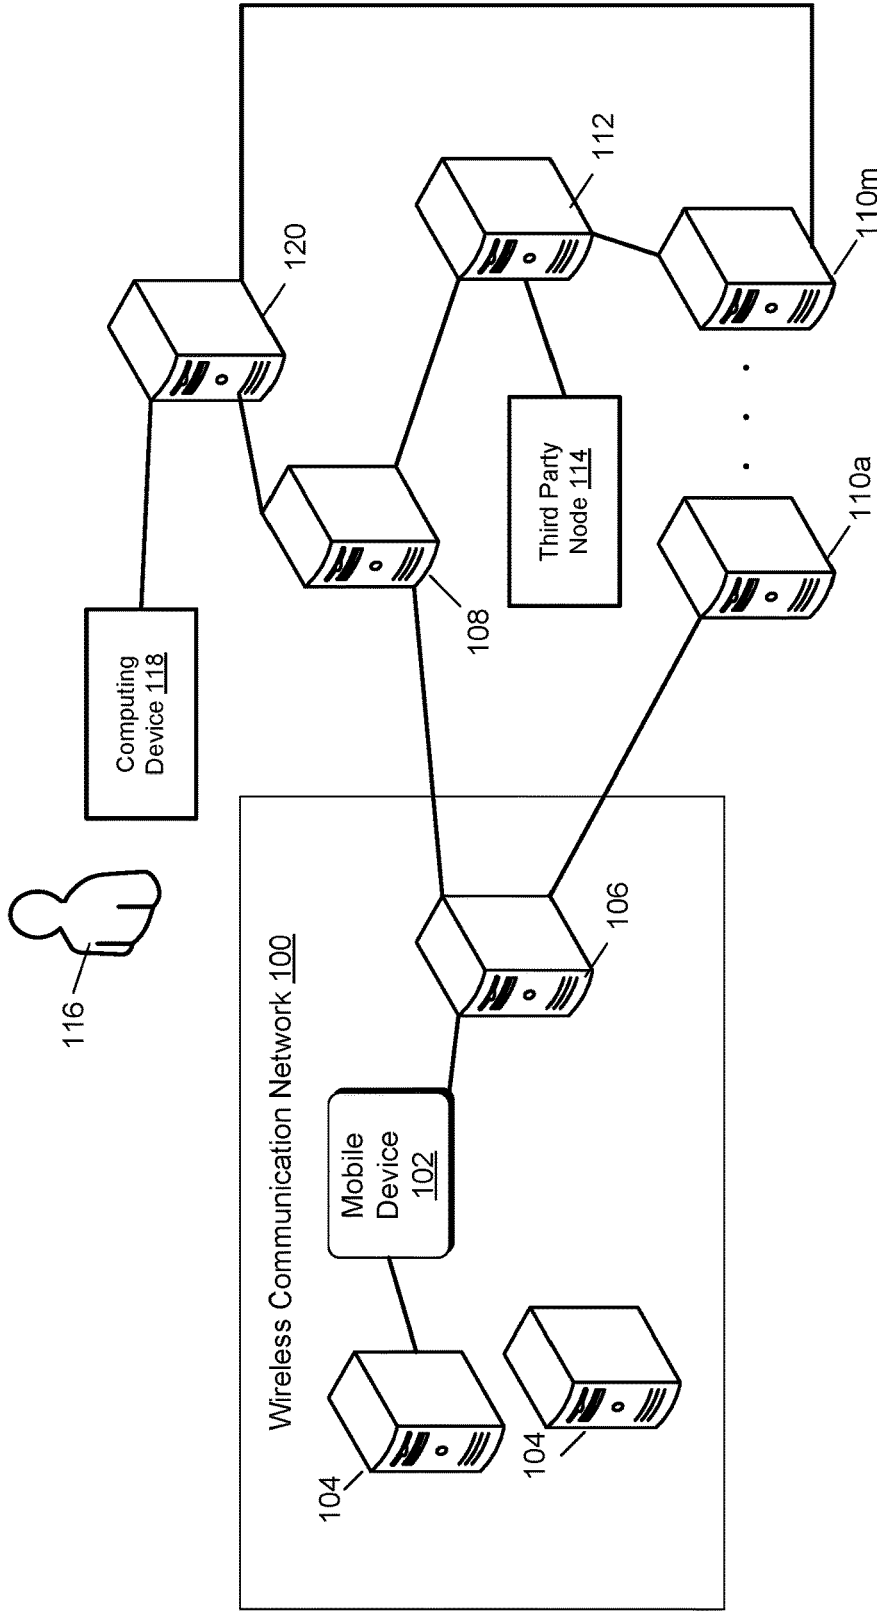 116
Computing
Device 118
120
Wireless Communication Network 100
Mobile
Device
102
104
104
106
108
112
Third Party
Node 114
110a
. . .
110m